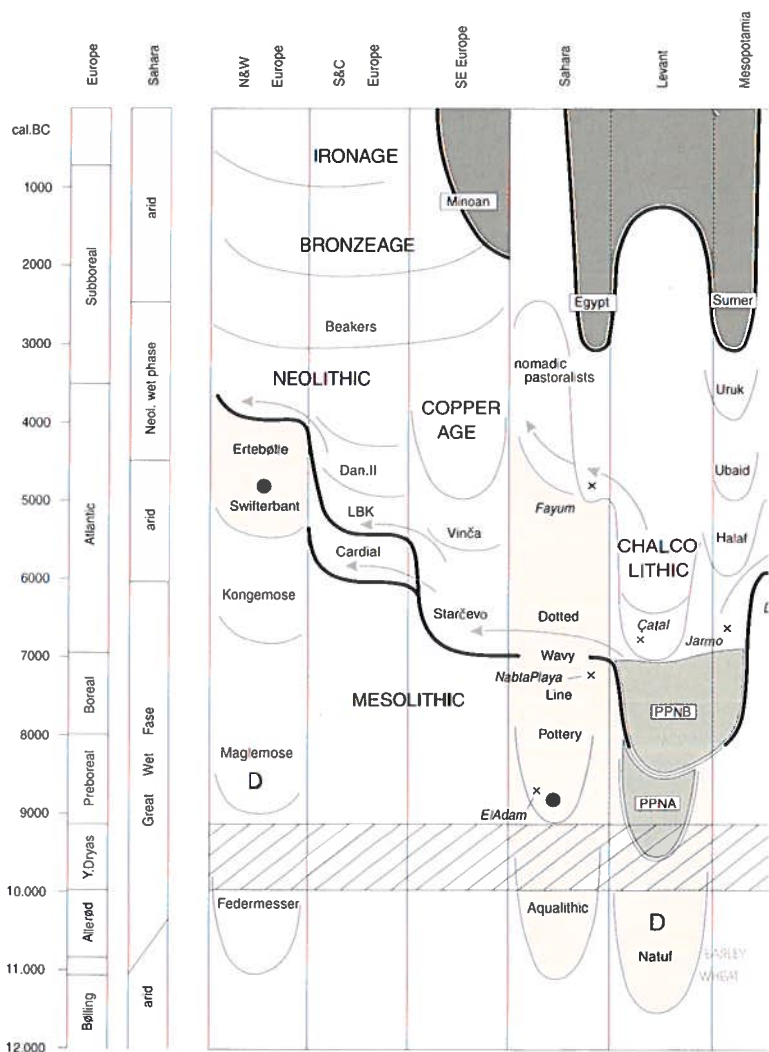 Europe
Sahara
N&W Europe
S&C Europe
SE Europe
Sahara
Levant
Mesopotamia
cal.BC
1000
2000
3000
4000
5000
6000
7000
8000
9000
10.000
11.000
12.000
Subboreal
Atlantic
Boreal
Preboreal
Y.Dryas
Allerød
Bølling
arid
Neol. wet phase
arid
Great Wet Fase
arid
IRONAGE
Minoan
BRONZEAGE
Egypt
Sumer
Beakers
nomadic
pastoralists
NEOLITHIC
Uruk
COPPER
AGE
Ertebølle
Dan.II
Ubaid
Swifterbant
LBK
Fayum
Vinča
Halaf
Cardial
CHALCO
LITHIC
Kongemose
Starčevo
Dotted
Çatal
Jarmo
Wavy
NabtaPlaya
Line
MESOLITHIC
PPNB
Pottery
Maglemose
D
PPNA
ElAdam
Federmesser
Aqualithic
D
Natuf
EARLEY
WHEAT